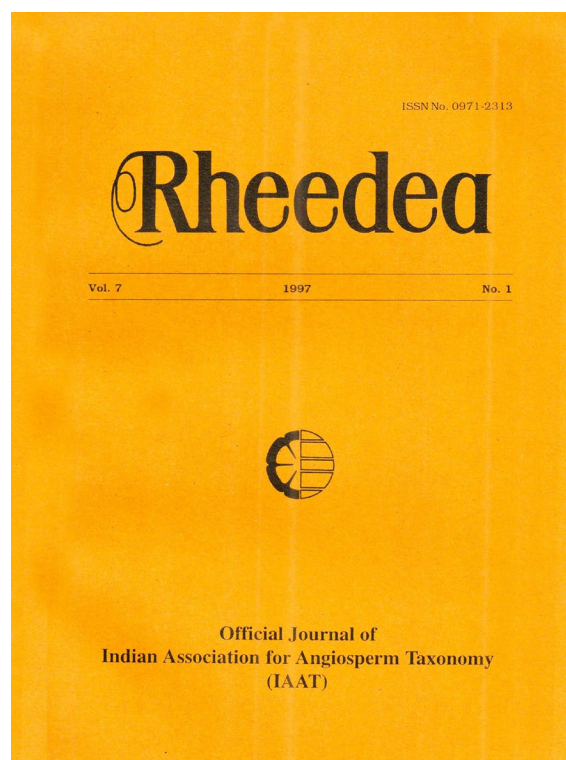 ISSN No. 0971-2313
Rheedea
Vol. 7 1997 No. 1
Official Journal of
Indian Association for Angiosperm Taxonomy
(IAAT)